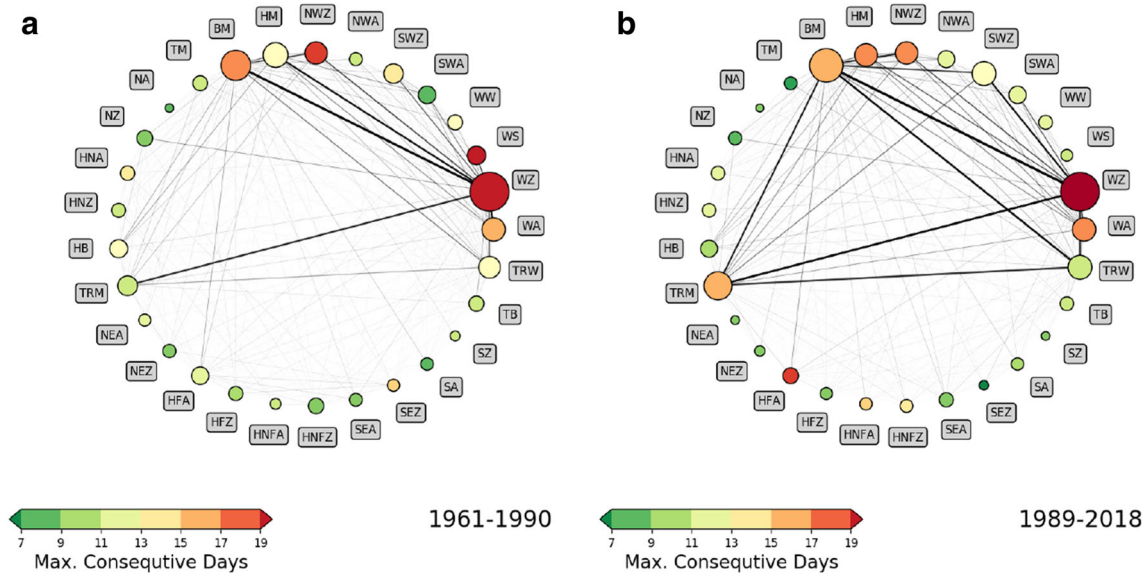 a
HM
NWZ
BM
NWA
TM
SWZ
NA
SWA
NZ
WW
HNA
WS
HNZ
WZ
HB
WA
TRM
TRW
NEA
TB
NEZ
SZ
HFA
SA
HFZ
SEZ
HNFA
HNFZ
SEA
7 9 11 13 15 17 19
Max. Consequtive Days
1961-1990
b
HM
NWZ
BM
NWA
TM
SWZ
NA
SWA
NZ
WW
HNA
WS
HNZ
WZ
HB
WA
TRM
TRW
NEA
TB
NEZ
SZ
HFA
SA
HFZ
SEZ
HNFA
HNFZ
SEA
7 9 11 13 15 17 19
Max. Consequtive Days
1989-2018